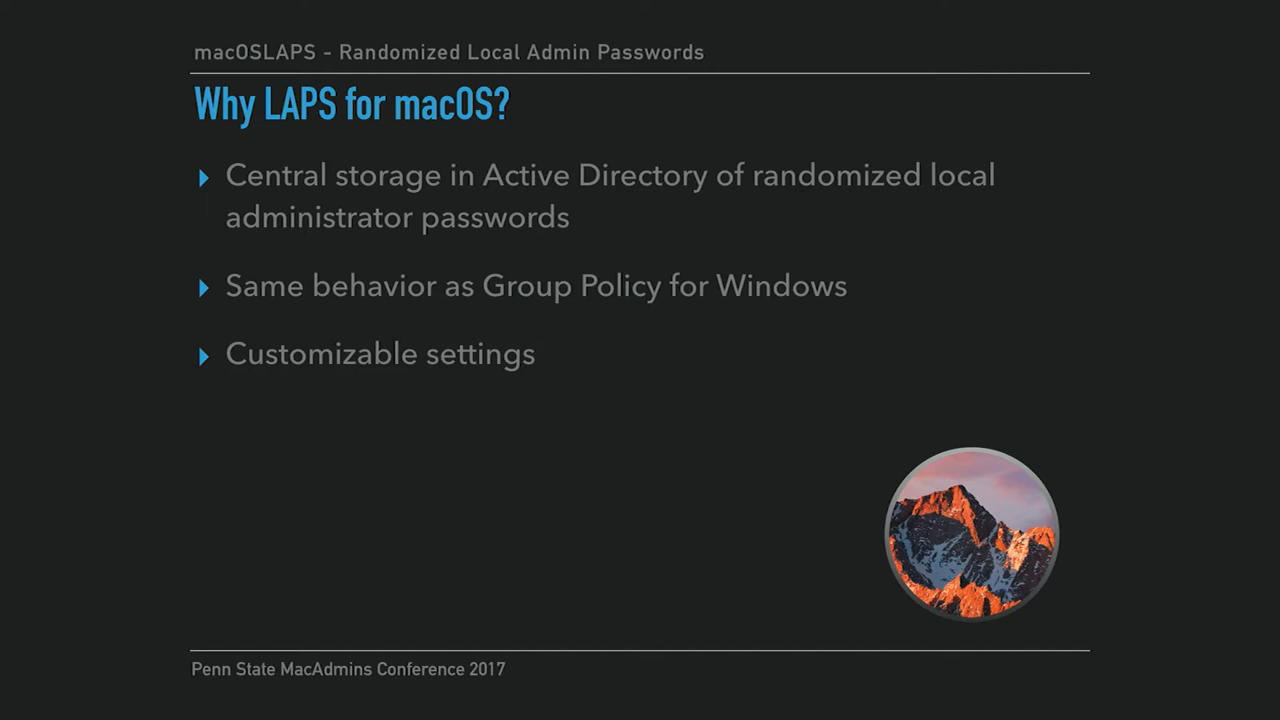 macOSLAPS - Randomized Local Admin Passwords
Why LAPS for macOS?
Central storage in Active Directory of randomized local
administrator passwords
Same behavior as Group Policy for Windows
Customizable settings
Penn State MacAdmins Conference 2017